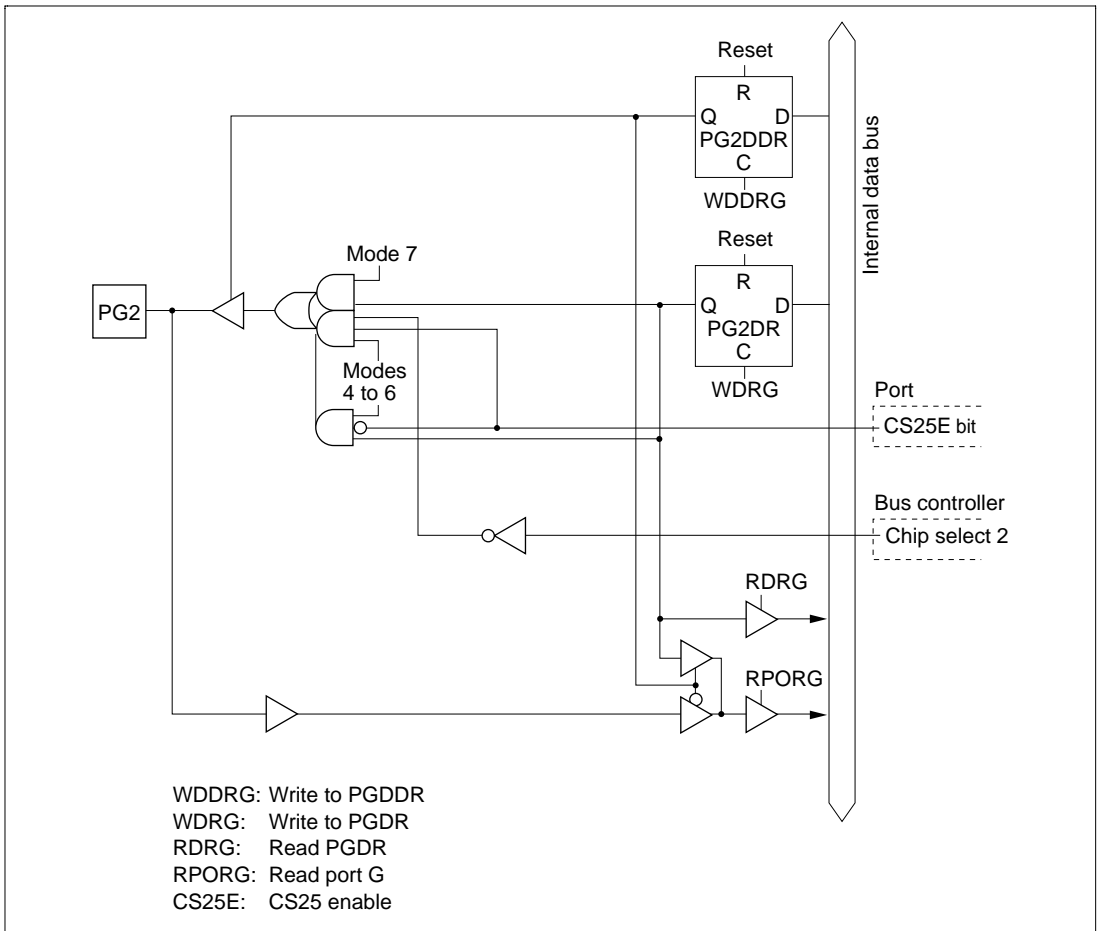 Reset
R
Q D
PG2DDR
C
WDDRG
Internal data bus
Reset
Mode 7
R
Q D
PG2
PG2DR
C
Modes
4 to 6
WDRG
Port
CS25E bit
Bus controller
Chip select 2
RDRG
RPORG
WDDRG: Write to PGDDR
WDRG: Write to PGDR
RDRG: Read PGDR
RPORG: Read port G
CS25E: CS25 enable